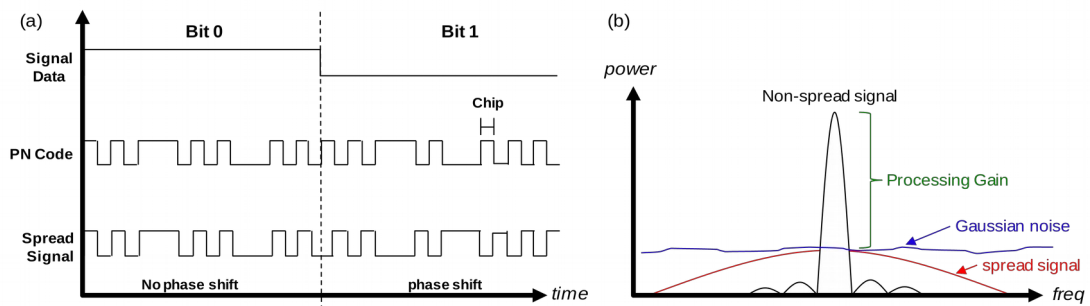 (a)
Bit 0
Bit 1
Signal
Data
Chip
PN Code
Spread
Signal
No phase shift
phase shift
time
(b)
power
Non-spread signal
Processing Gain
Gaussian noise
spread signal
freq